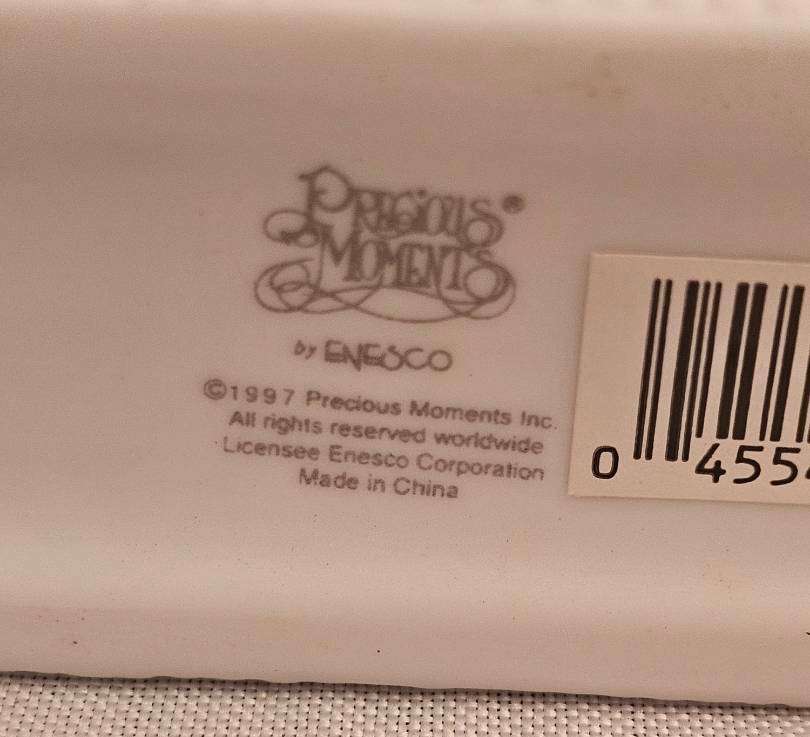 PRECIOUS®
MOMENTS
by ENESCO
©1997 Precious Moments Inc.
All rights reserved worldwide
Licensee Enesco Corporation
Made in China
0 455